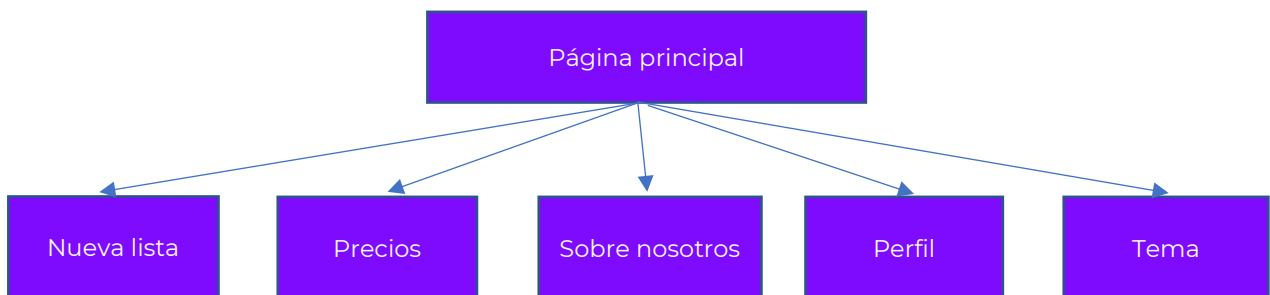 Página principal
Nueva lista
Precios
Sobre nosotros
Perfil
Tema